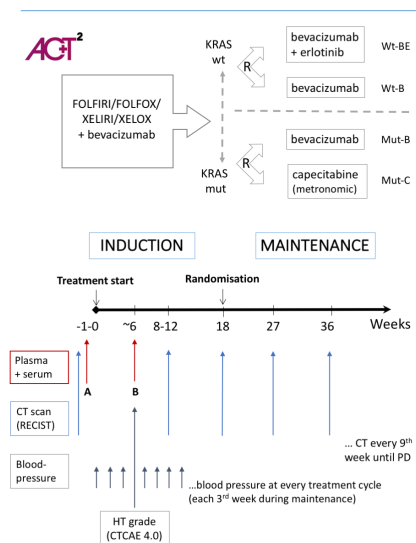 ACT²
KRAS
wt
R
bevacizumab
+ erlotinib
Wt-BE
bevacizumab
Wt-B
FOLFIRI/FOLFOX/
XELIRI/XELOX
+ bevacizumab
KRAS
mut
R
bevacizumab
Mut-B
capecitabine
(metronomic)
Mut-C
INDUCTION
MAINTENANCE
Treatment start
Randomisation
-1-0
~6
8-12
18
27
36
Weeks
Plasma
+ serum
A
B
CT scan
(RECIST)
... CT every 9th
week until PD
Blood-
pressure
...blood pressure at every treatment cycle
(each 3rd week during maintenance)
HT grade
(CTCAE 4.0)